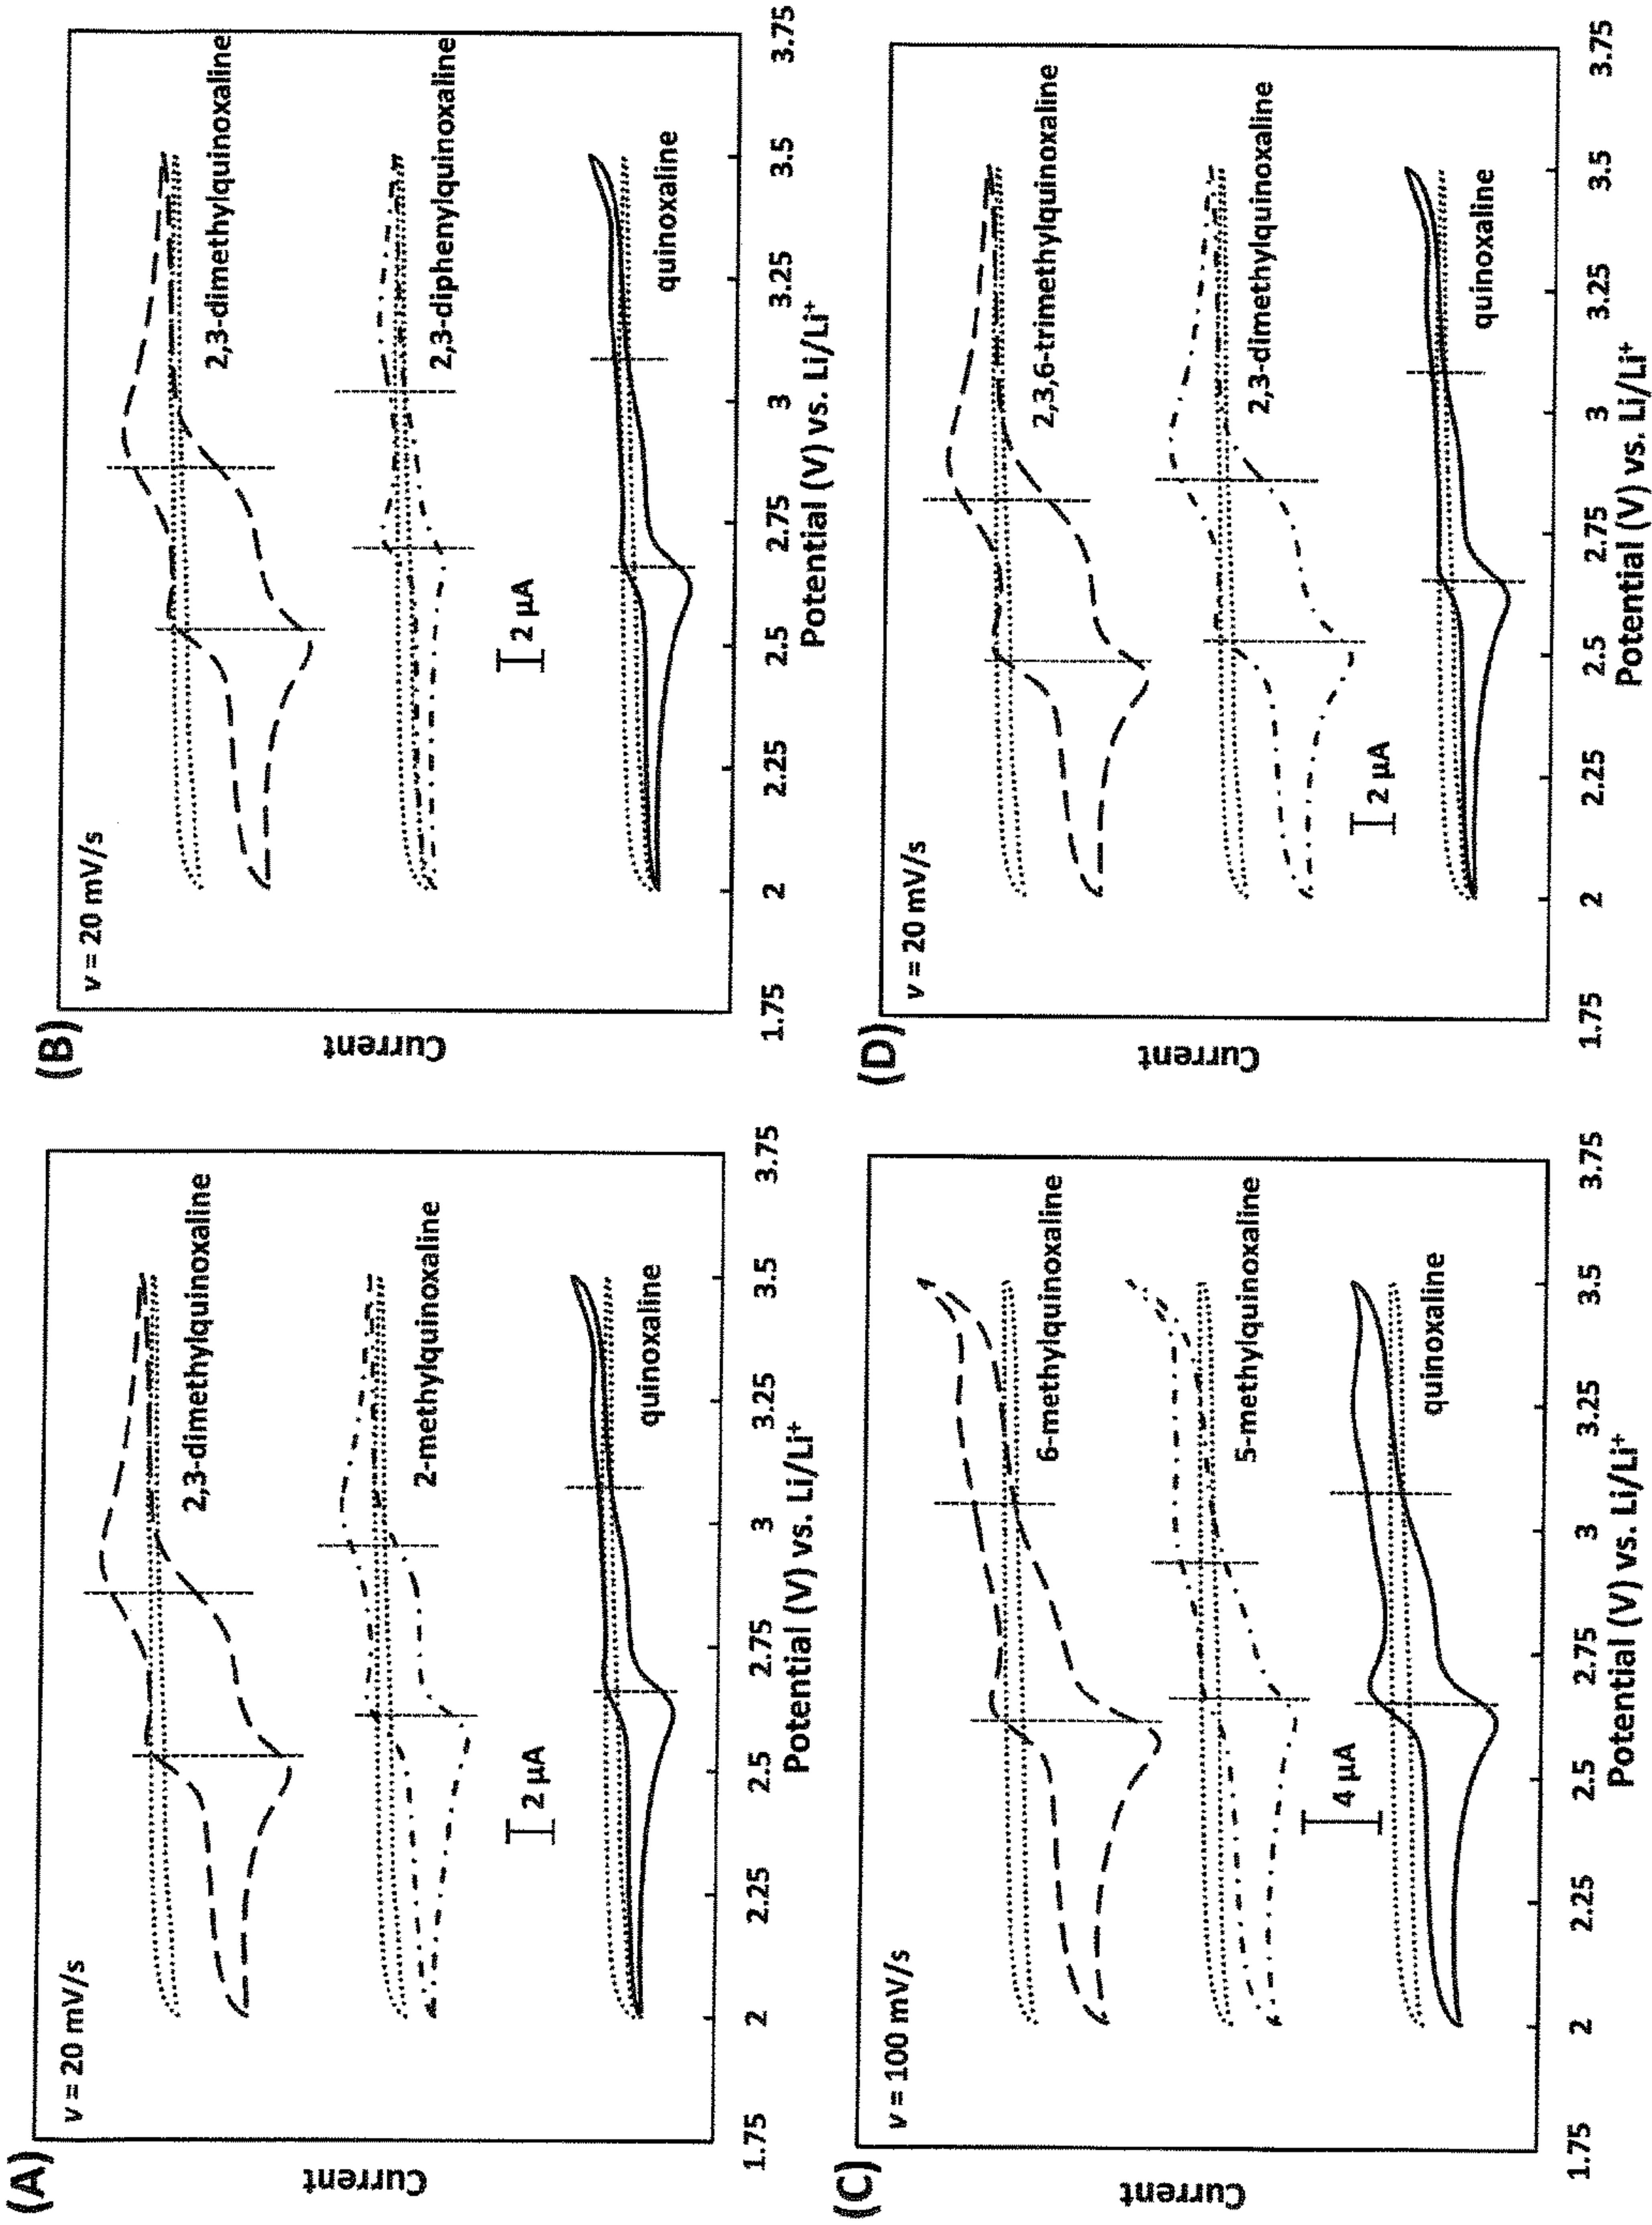 (A)
v = 20 mV/s
2,3-dimethylquinoxaline
2-methylquinoxaline
2 µA
quinoxaline
Current
1.75 2 2.25 2.5 2.75 3 3.25 3.5 3.75
Potential (V) vs. Li/Li⁺
(B)
v = 20 mV/s
2,3-dimethylquinoxaline
2,3-diphenylquinoxaline
2 µA
quinoxaline
Current
1.75 2 2.25 2.5 2.75 3 3.25 3.5 3.75
Potential (V) vs. Li/Li⁺
(C)
v = 100 mV/s
6-methylquinoxaline
5-methylquinoxaline
4 µA
quinoxaline
Current
1.75 2 2.25 2.5 2.75 3 3.25 3.5 3.75
Potential (V) vs. Li/Li⁺
(D)
v = 20 mV/s
2,3,6-trimethylquinoxaline
2,3-dimethylquinoxaline
2 µA
quinoxaline
Current
1.75 2 2.25 2.5 2.75 3 3.25 3.5 3.75
Potential (V) vs. Li/Li⁺